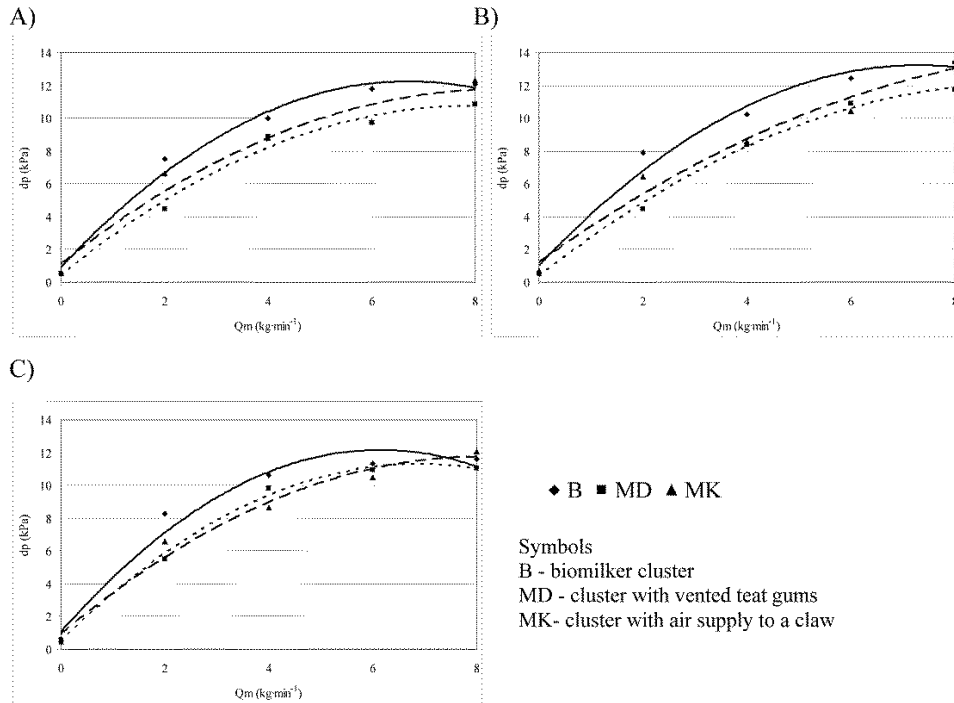 A)
14
12
10
8
6
4
2
0
dp (kPa)
0 2 4 6 8
Qm (kg·min⁻¹)
B)
14
12
10
8
6
4
2
0
dp (kPa)
0 2 4 6 8
Qm (kg·min⁻¹)
C)
14
12
10
8
6
4
2
0
dp (kPa)
0 2 4 6 8
Qm (kg·min⁻¹)
◆ B ■ MD ▲ MK
Symbols
B - biomilker cluster
MD - cluster with vented teat gums
MK- cluster with air supply to a claw